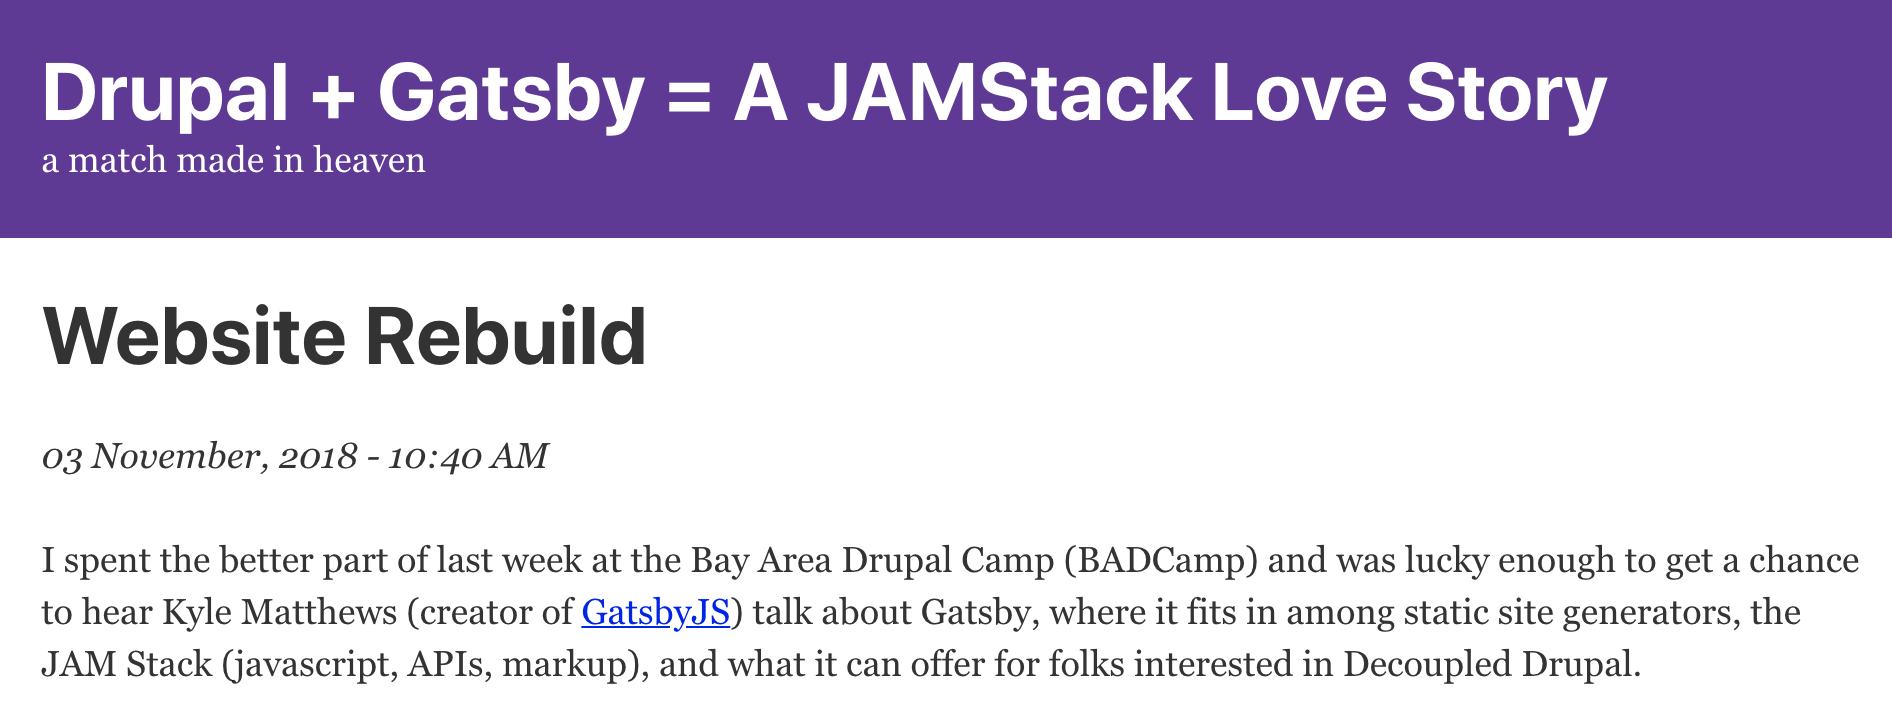 Drupal + Gatsby = A JAMStack Love Story
a match made in heaven
Website Rebuild
03 November, 2018 - 10:40 AM
I spent the better part of last week at the Bay Area Drupal Camp (BADCamp) and was lucky enough to get a chance
to hear Kyle Matthews (creator of GatsbyJS) talk about Gatsby, where it fits in among static site generators, the
JAM Stack (javascript, APIs, markup), and what it can offer for folks interested in Decoupled Drupal.